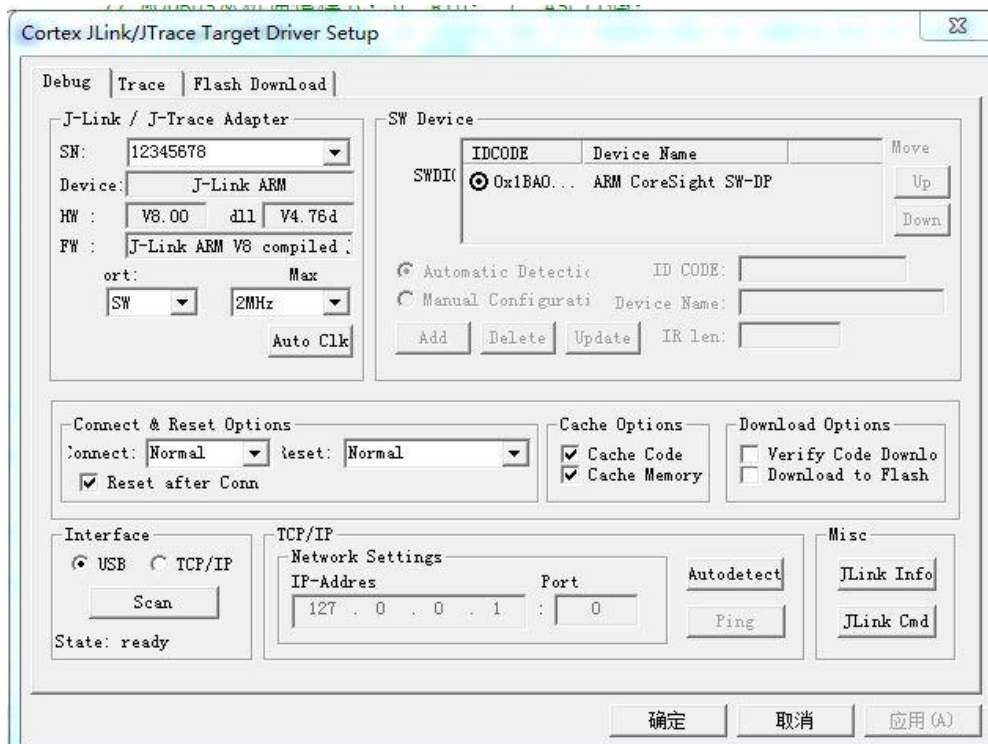 Cortex JLink/JTrace Target Driver Setup
Debug Trace Flash Download
J-Link / J-Trace Adapter
SN: 12345678
Device: J-Link ARM
HW : V8.00 dll V4.76d
FW : J-Link ARM V8 compiled
ort: Max
SW 2MHz
Auto Clk
SW Device
IDCODE Device Name
SWDI 0x1BA0... ARM CoreSight SW-DP
Move
Up
Down
Automatic Detectic ID CODE:
Manual Configurati Device Name:
Add Delete Update IR len:
Connect & Reset Options
onnect: Normal eset: Normal
Reset after Conn
Cache Options
Cache Code
Cache Memory
Download Options
Verify Code Downlo
Download to Flash
Interface
USB TCP/IP
Scan
State: ready
TCP/IP
Network Settings
IP-Addres Port
127 . 0 . 0 . 1 : 0
Autodetect
Ping
Misc
JLink Info
JLink Cmd
确定 取消 应用(A)